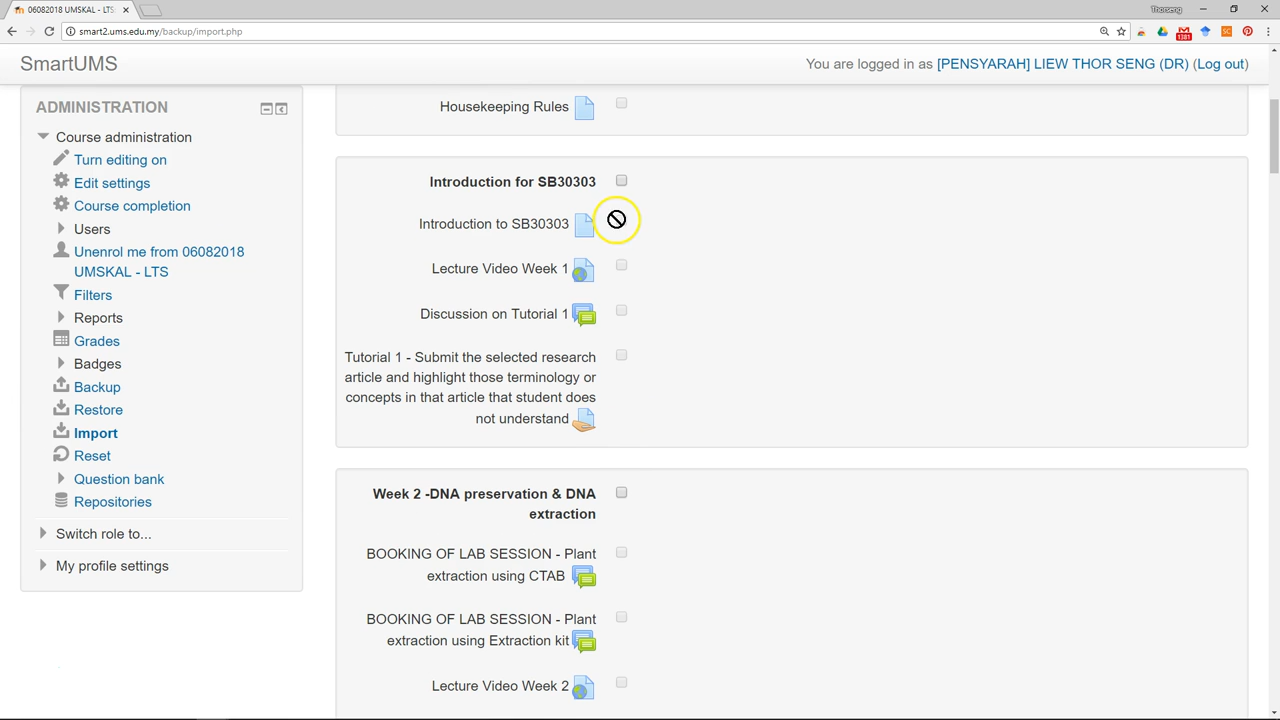 06082018 UMSKAL - LTS
Thorseng
smart2.ums.edu.my/backup/import.php
1381
SC
SmartUMS
You are logged in as [PENSYARAH] LIEW THOR SENG (DR) (Log out)
ADMINISTRATION
Course administration
Turn editing on
Edit settings
Course completion
Users
Unenrol me from 06082018
UMSKAL - LTS
Filters
Reports
Grades
Badges
Backup
Restore
Import
Reset
Question bank
Repositories
Switch role to...
My profile settings
Housekeeping Rules
Introduction for SB30303
Introduction to SB30303
Lecture Video Week 1
Discussion on Tutorial 1
Tutorial 1 - Submit the selected research
article and highlight those terminology or
concepts in that article that student does
not understand
Week 2 -DNA preservation & DNA
extraction
BOOKING OF LAB SESSION - Plant
extraction using CTAB
BOOKING OF LAB SESSION - Plant
extraction using Extraction kit
Lecture Video Week 2